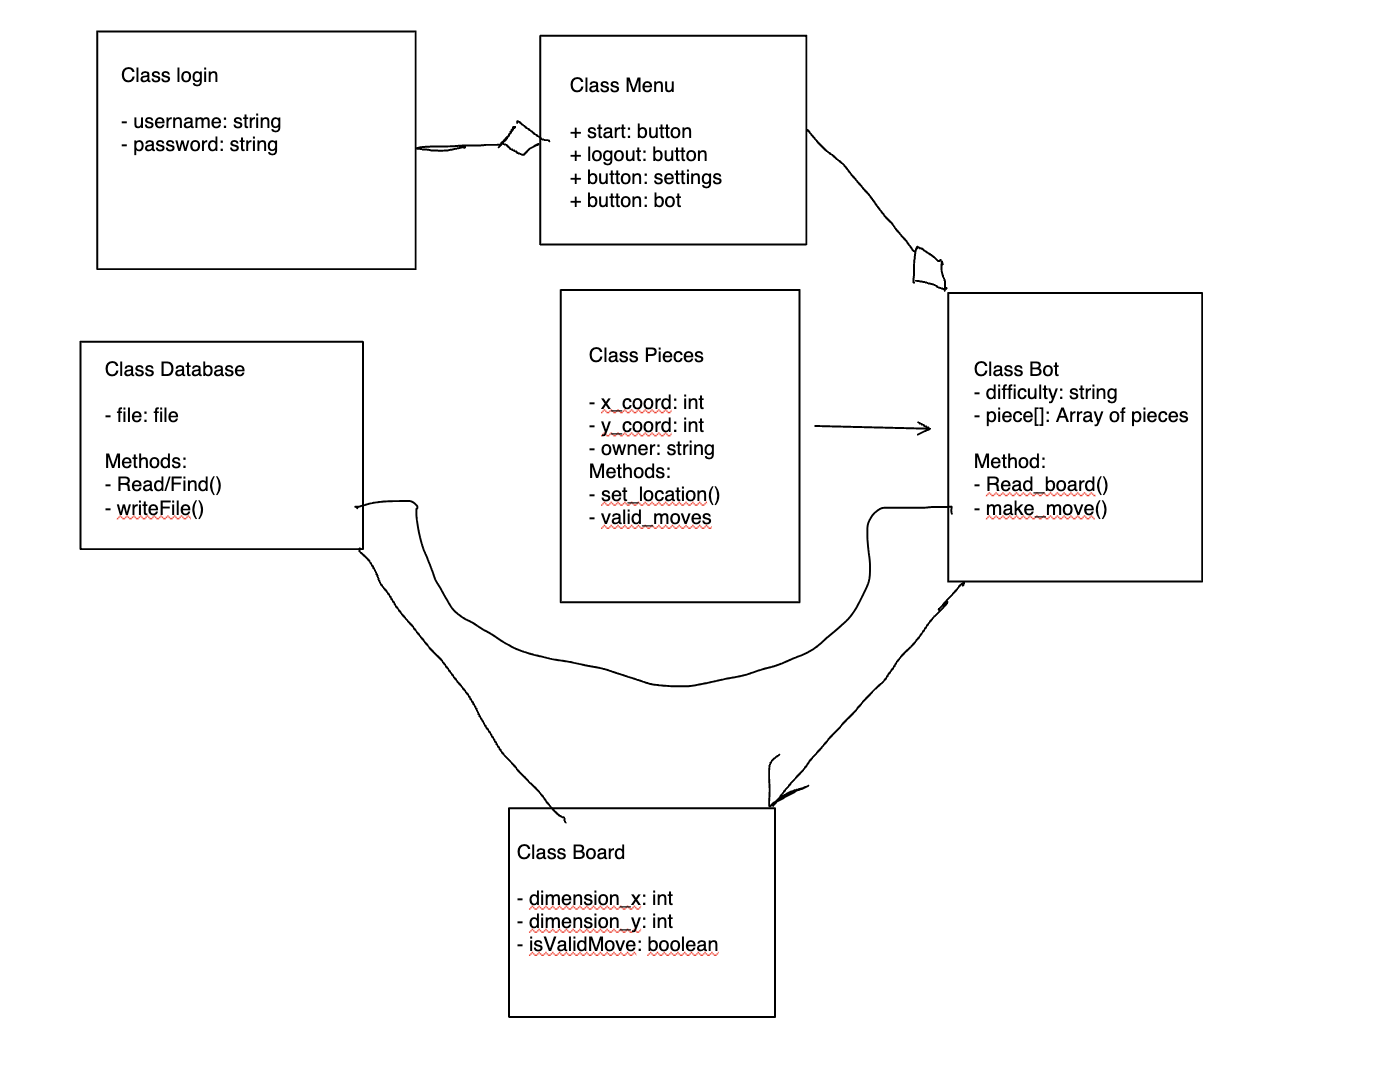 Class login
- username: string
- password: string
Class Menu
+ start: button
+ logout: button
+ button: settings
+ button: bot
Class Database
- file: file
Methods:
- Read/Find()
- writeFile()
Class Pieces
- x_coord: int
- y_coord: int
- owner: string
Methods:
- set_location()
- valid_moves
Class Bot
- difficulty: string
- piece[]: Array of pieces
Method:
- Read_board()
- make_move()
Class Board
- dimension_x: int
- dimension_y: int
- isValidMove: boolean